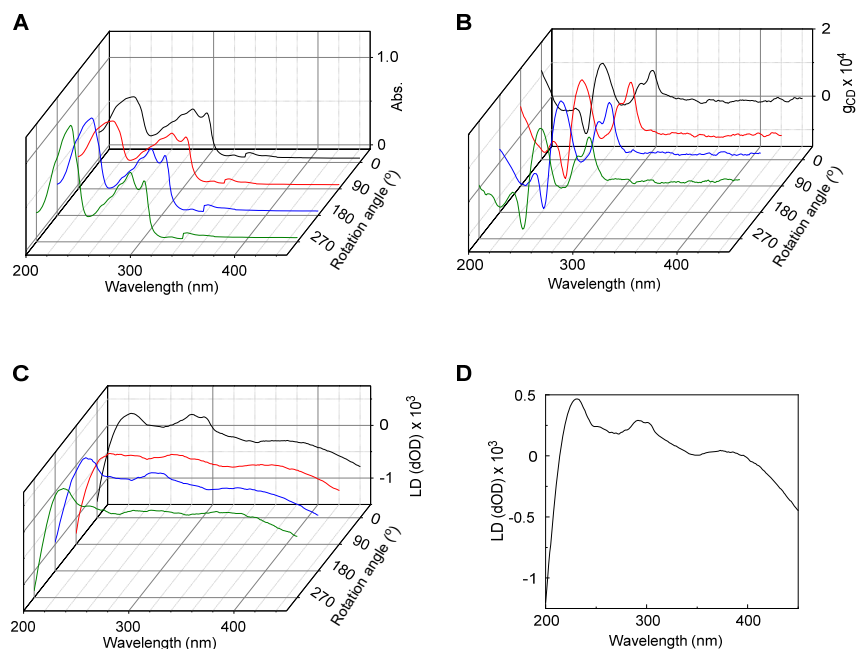 A
1.0
0
Abs.
0
90
180
270
Rotation angle (º)
200
300
400
Wavelength (nm)
B
2
0
gCD x 10⁴
0
90
180
270
Rotation angle (º)
200
300
400
Wavelength (nm)
C
0
-1
LD (dOD) x 10³
0
90
180
270
Rotation angle (º)
200
300
400
Wavelength (nm)
D
0.5
0
-0.5
-1
LD (dOD) x 10³
200
300
400
Wavelength (nm)